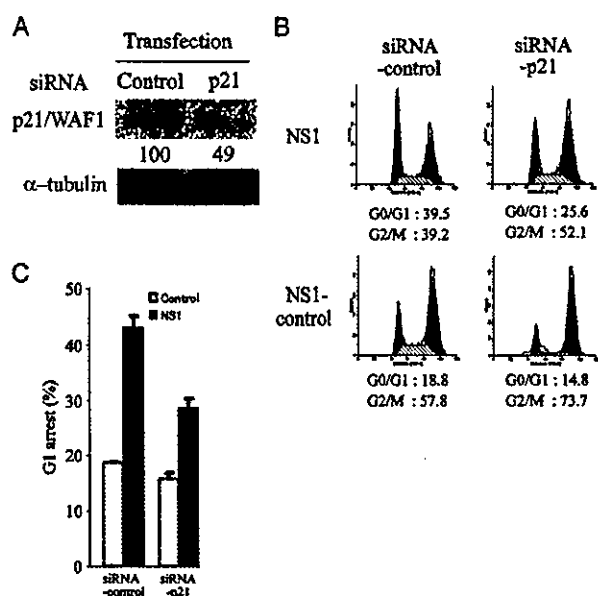 A
Transfection
siRNA Control p21
p21/WAF1
100 49
α–tubulin
B
siRNA
-control
siRNA
-p21
NS1
G0/G1 : 39.5
G2/M : 39.2
G0/G1 : 25.6
G2/M : 52.1
NS1-
control
G0/G1 : 18.8
G2/M : 57.8
G0/G1 : 14.8
G2/M : 73.7
C
G1 arrest (%)
50
40
30
20
10
0
Control
NS1
siRNA
-control
siRNA
-p21